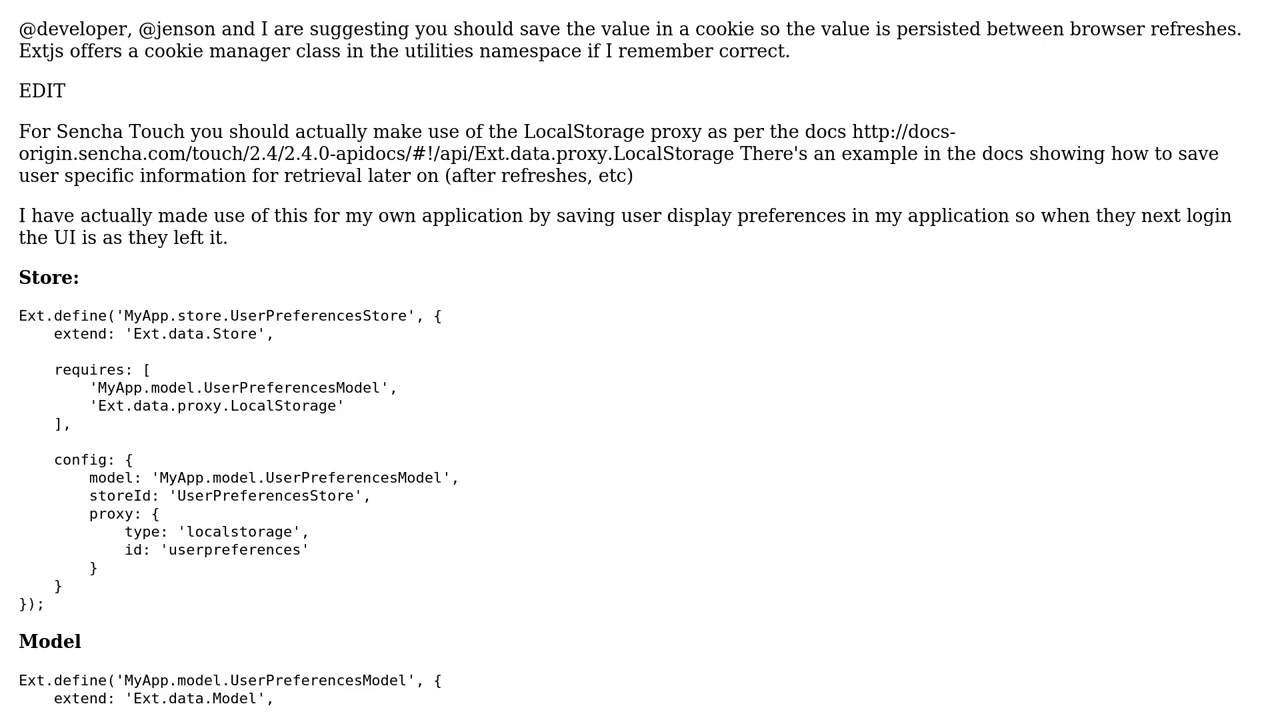 @developer, @jenson and I are suggesting you should save the value in a cookie so the value is persisted between browser refreshes.
Extjs offers a cookie manager class in the utilities namespace if I remember correct.
EDIT
For Sencha Touch you should actually make use of the LocalStorage proxy as per the docs http://docs-
origin.sencha.com/touch/2.4/2.4.0-apidocs/#!/api/Ext.data.proxy.LocalStorage There's an example in the docs showing how to save
user specific information for retrieval later on (after refreshes, etc)
I have actually made use of this for my own application by saving user display preferences in my application so when they next login
the UI is as they left it.
Store:
Ext.define('MyApp.store.UserPreferencesStore', {
    extend: 'Ext.data.Store',
    requires: [
        'MyApp.model.UserPreferencesModel',
        'Ext.data.proxy.LocalStorage'
    ],
    config: {
        model: 'MyApp.model.UserPreferencesModel',
        storeId: 'UserPreferencesStore',
        proxy: {
            type: 'localstorage',
            id: 'userpreferences'
        }
    }
});
Model
Ext.define('MyApp.model.UserPreferencesModel', {
    extend: 'Ext.data.Model',